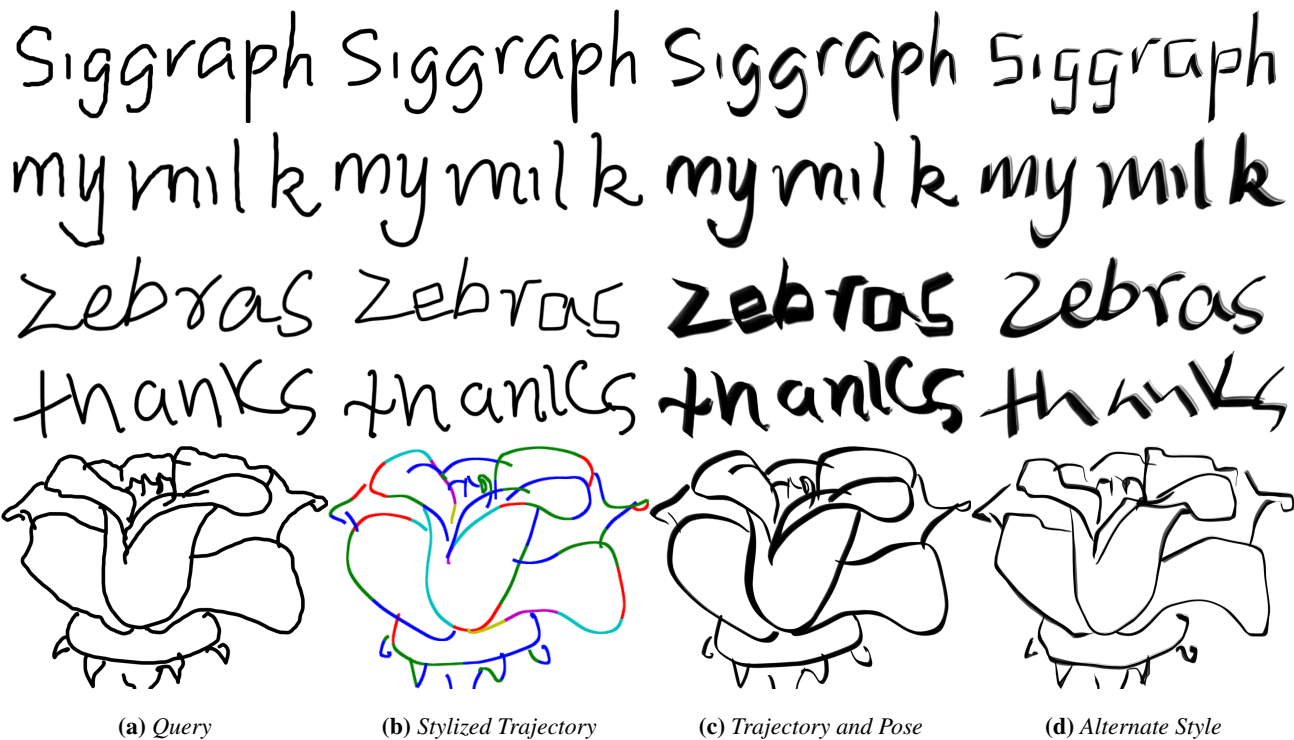 Siggraph Siggraph Siggraph Siggraph
my milk my milk my milk my milk
zebras zebras zebras zebras
thanks thanks thanks thanks
(a) Query (b) Stylized Trajectory (c) Trajectory and Pose (d) Alternate Style